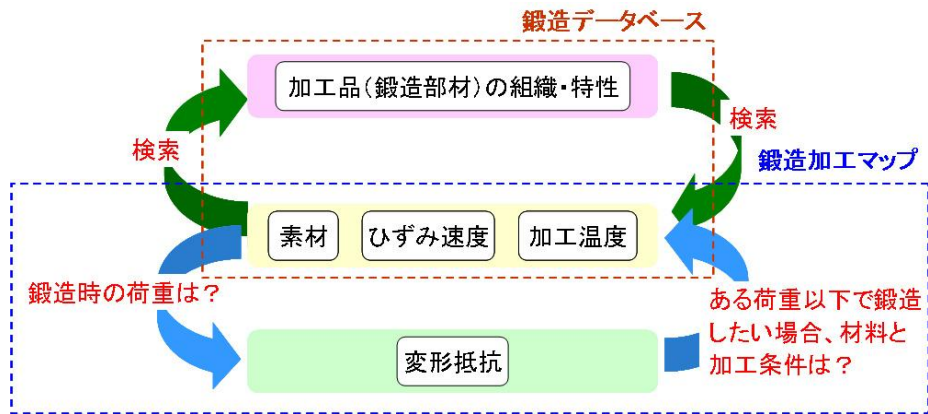 鍛造データベース
加工品(鍛造部材)の組織・特性
検索
検索
鍛造加工マップ
素材
ひずみ速度
加工温度
鍛造時の荷重は?
ある荷重以下で鍛造
したい場合、材料と
加工条件は?
変形抵抗